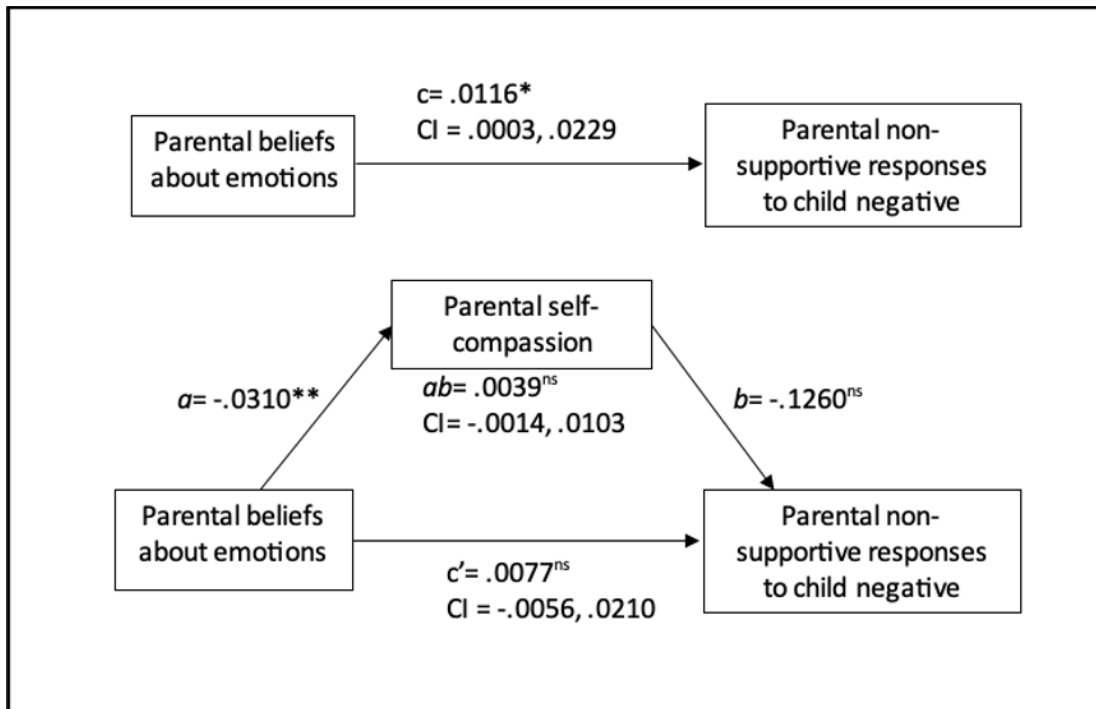 c= .0116*
CI = .0003, .0229
Parental beliefs
about emotions
Parental non-
supportive responses
to child negative
Parental self-
compassion
a= -.0310**
ab= .0039ns
CI= -.0014, .0103
b= -.1260ns
Parental beliefs
about emotions
Parental non-
supportive responses
to child negative
c’= .0077ns
CI = -.0056, .0210